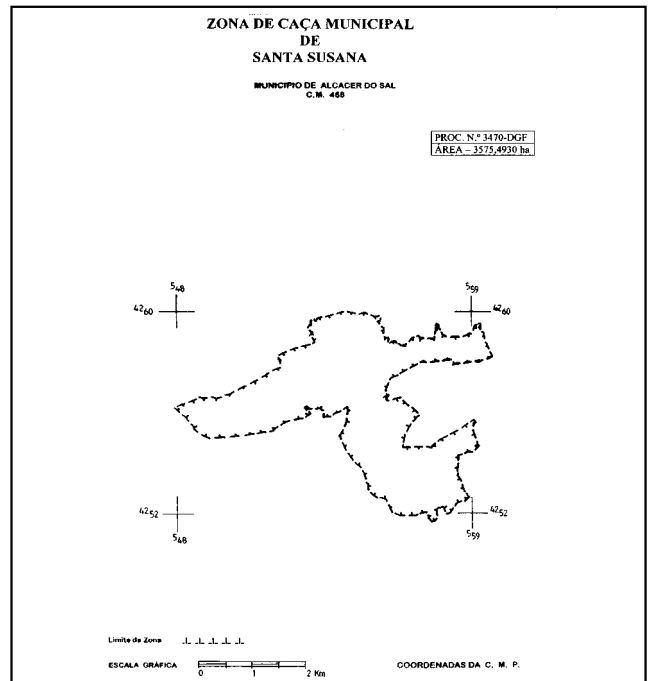 ZONA DE CAÇA MUNICIPAL
DE
SANTA SUSANA
MUNICIPIO DE ALCACER DO SAL
C.M. 468
PROC. N.º 3470-DGF
ÁREA – 3575,4930 ha
548 559
4260 4260
4252 4252
548 559
Limite da Zona
ESCALA GRÁFICA 0 1 2 Km COORDENADAS DA C. M. P.